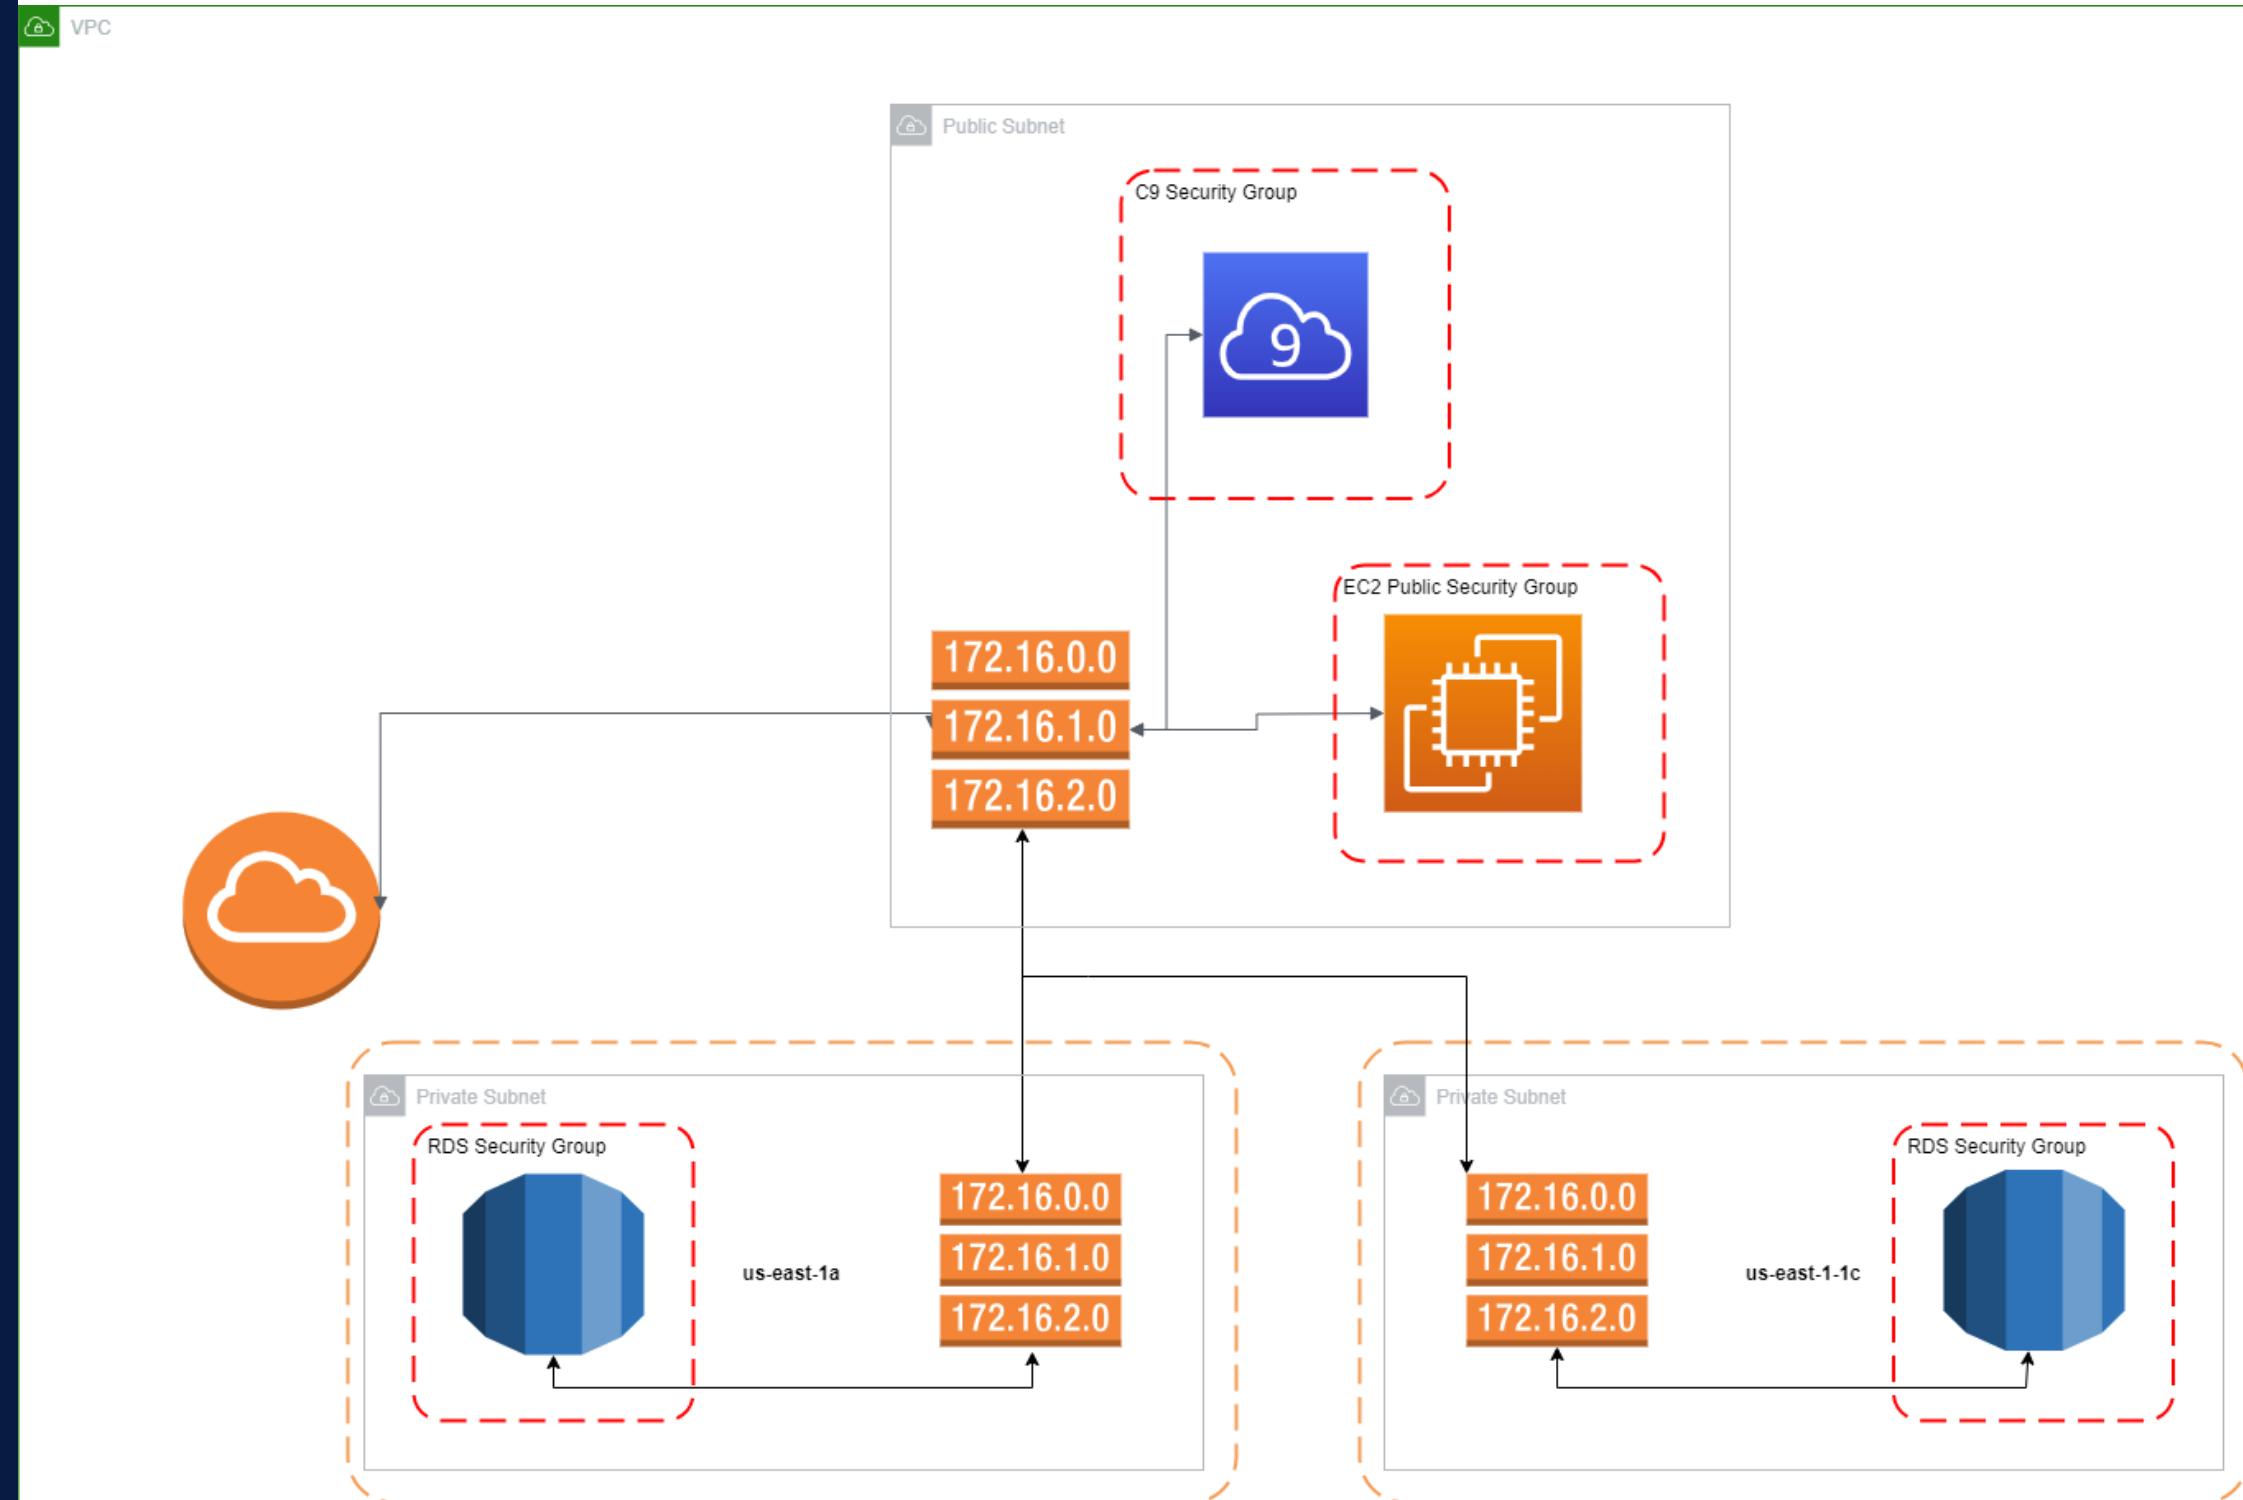 VPC
Public Subnet
C9 Security Group
9
EC2 Public Security Group
172.16.0.0
172.16.1.0
172.16.2.0
Private Subnet
RDS Security Group
us-east-1a
172.16.0.0
172.16.1.0
172.16.2.0
Private Subnet
172.16.0.0
172.16.1.0
172.16.2.0
us-east-1-1c
RDS Security Group